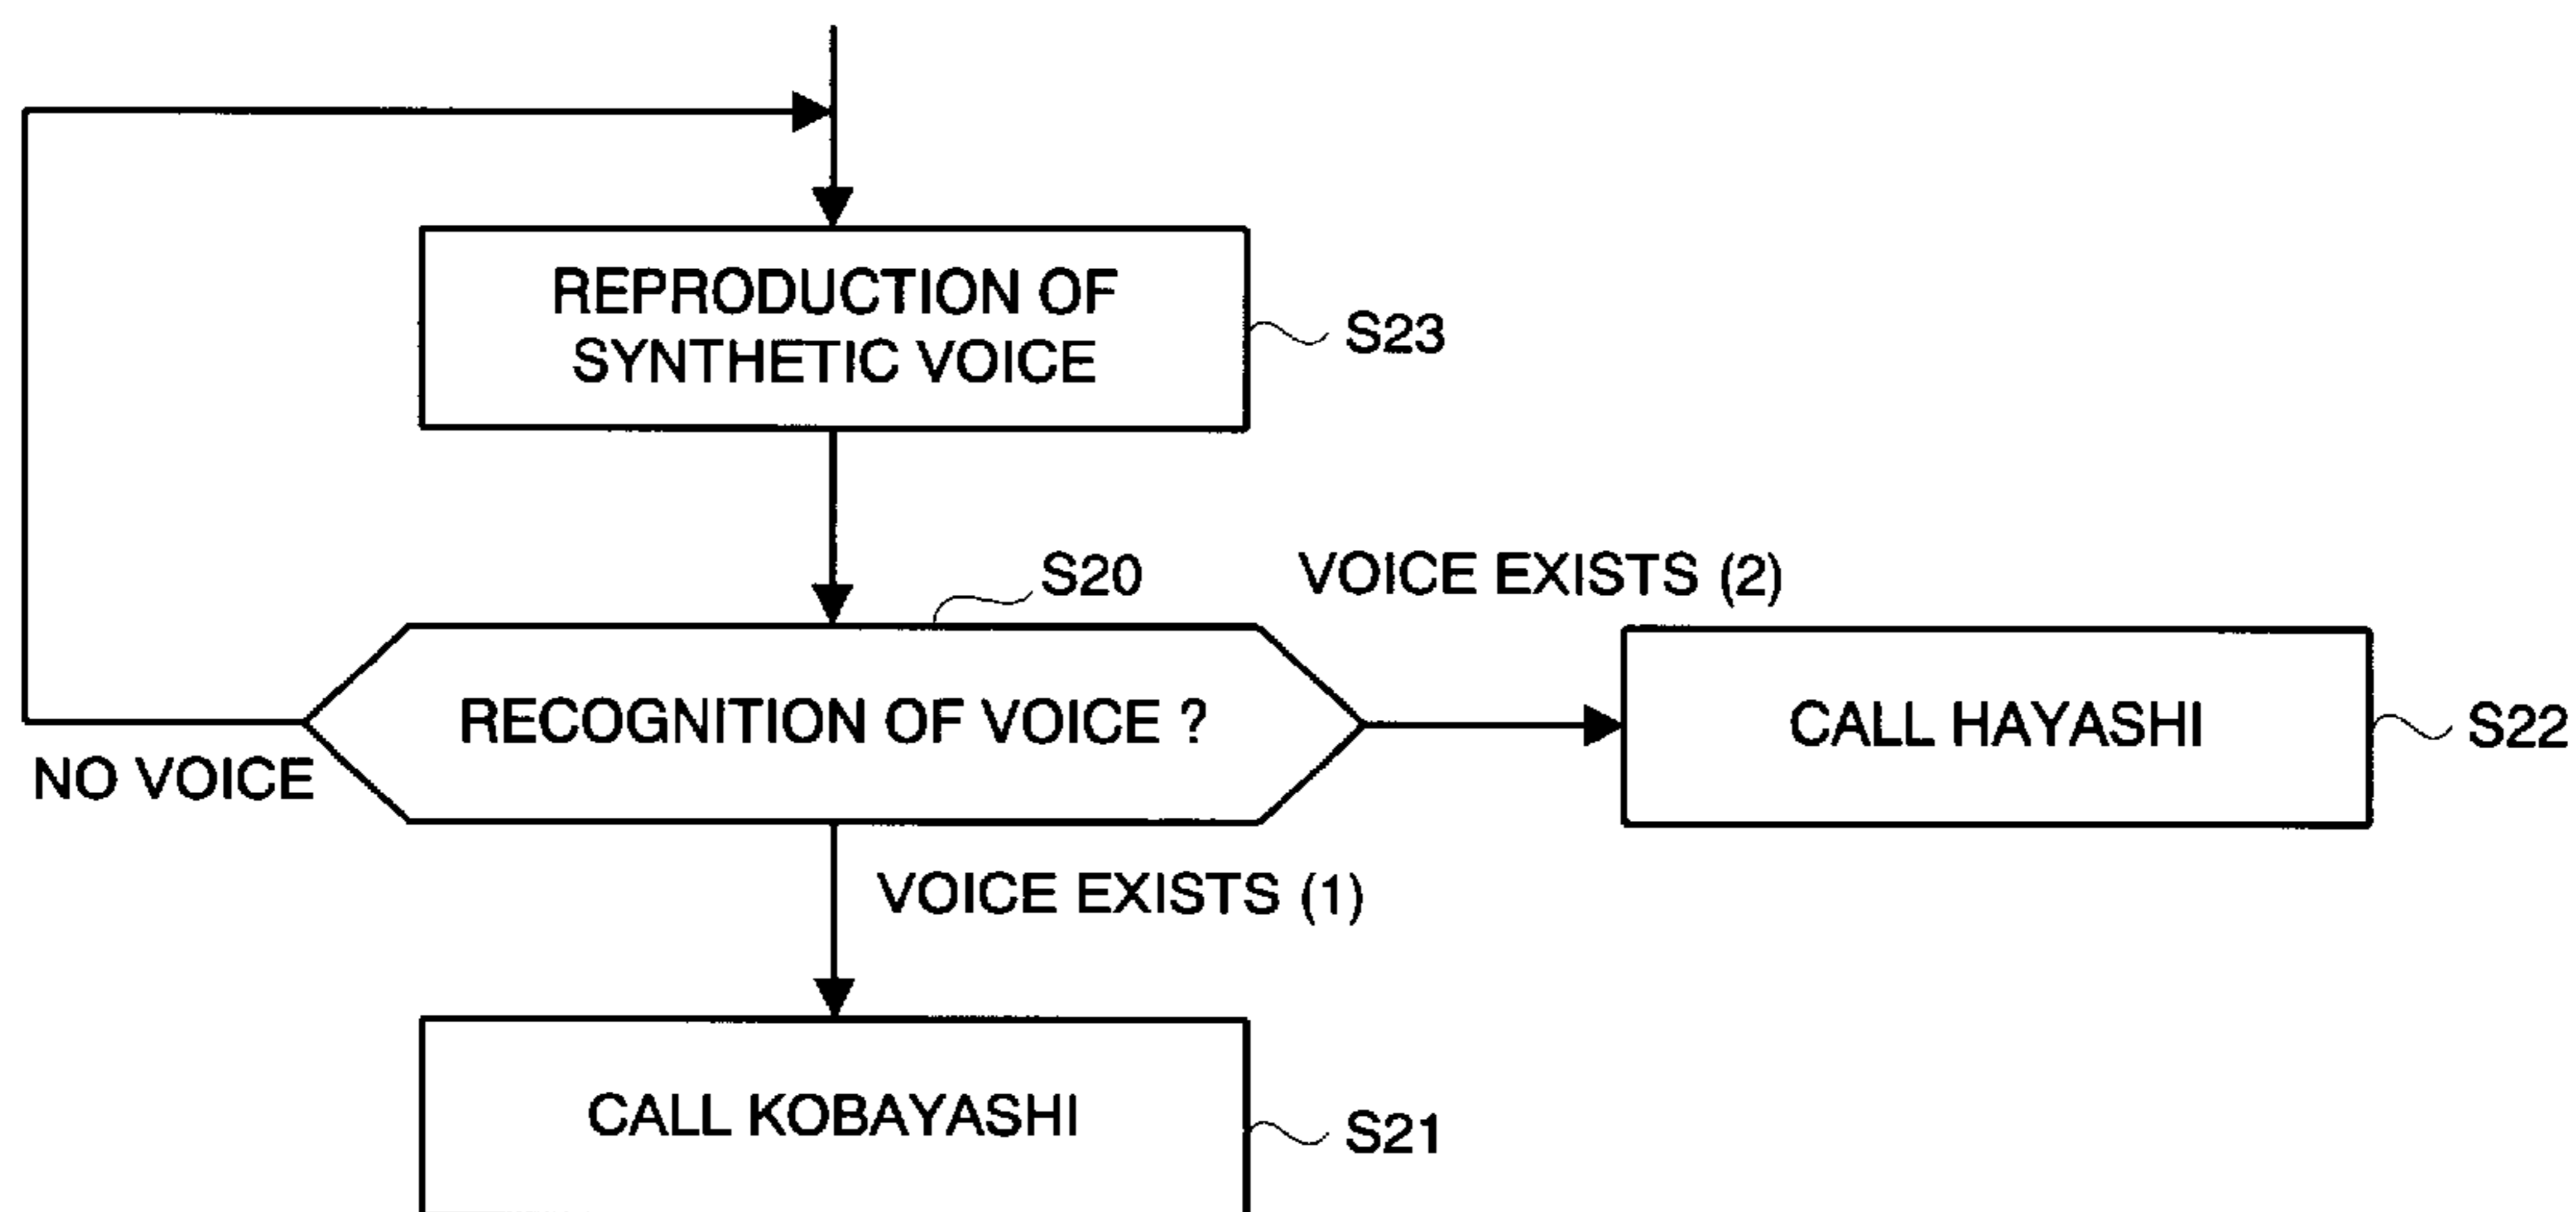 REPRODUCTION OF
SYNTHETIC VOICE
S23
S20
VOICE EXISTS (2)
RECOGNITION OF VOICE ?
CALL HAYASHI
S22
NO VOICE
VOICE EXISTS (1)
CALL KOBAYASHI
S21